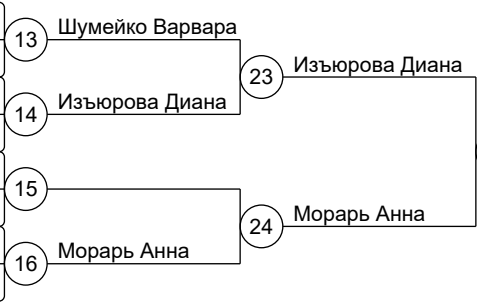 13 Шумейко Варвара
23 Изъюрова Диана
14 Изъюрова Диана
15
24 Морарь Анна
16 Морарь Анна